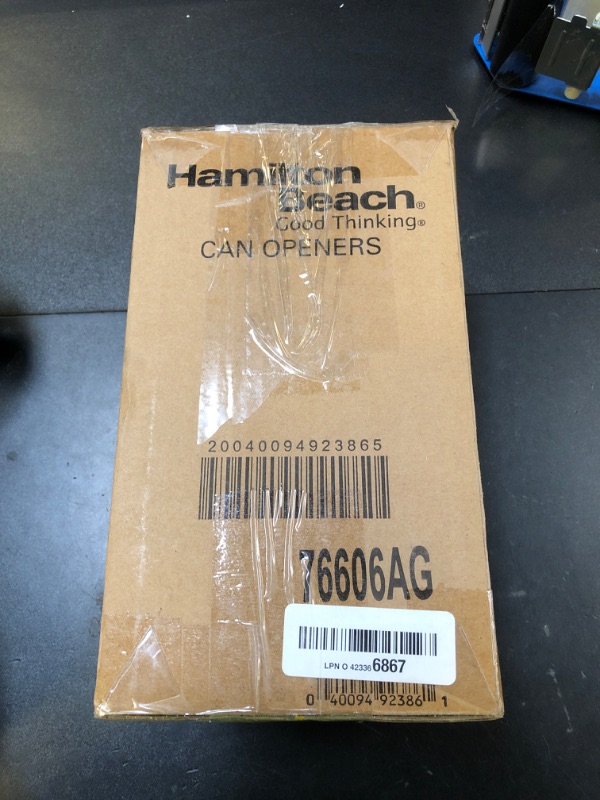 Hamilton
Beach®
Good Thinking®
CAN OPENERS
20040094923865
76606AG
LPN O 42336 6867
0 40094 92386 1